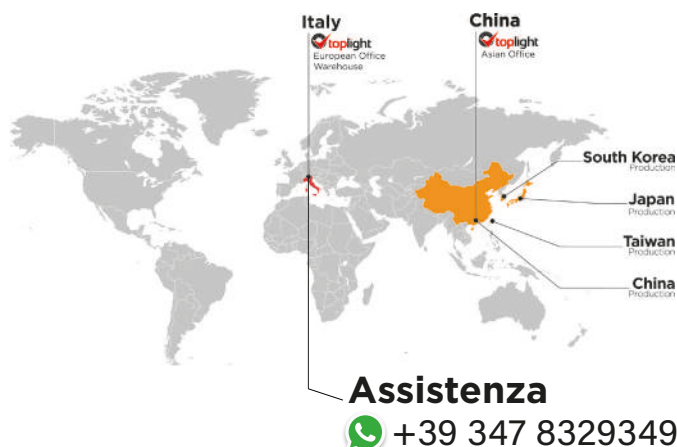 Italy
toplight
European Office
Warehouse
China
toplight
Asian Office
South Korea
Production
Japan
Production
Taiwan
Production
China
Production
Assistenza
+39 347 8329349